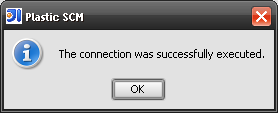 Plastic SCM
The connection was successfully executed.
OK